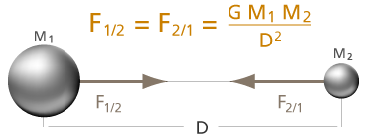 F1/2 = F2/1 = G M1 M2 / D²
M1
M2
F1/2
F2/1
D